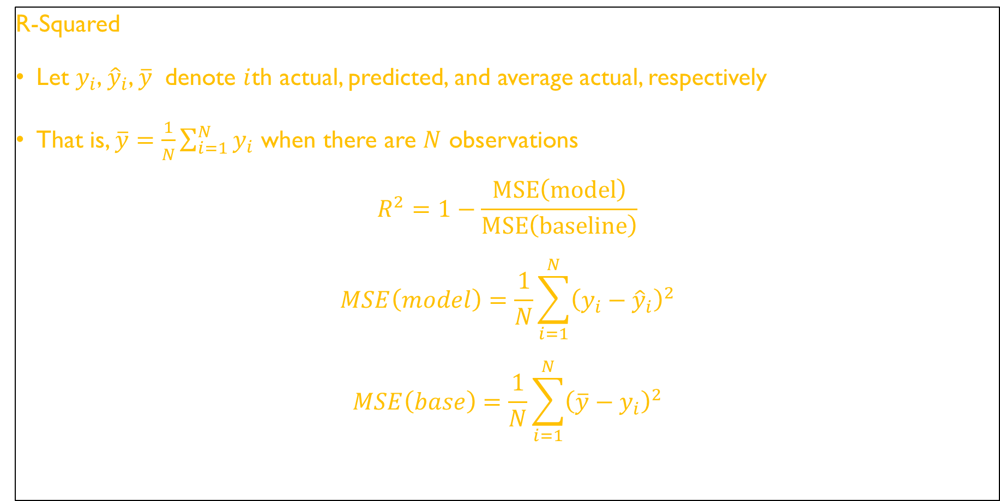 R-Squared
• Let $y_i, \hat{y}_i, \bar{y}$ denote $i$th actual, predicted, and average actual, respectively
• That is, $\bar{y} = \frac{1}{N} \sum_{i=1}^{N} y_i$ when there are $N$ observations
$R^2 = 1 - \frac{\text{MSE(model)}}{\text{MSE(baseline)}}$
$MSE(model) = \frac{1}{N} \sum_{i=1}^{N} (y_i - \hat{y}_i)^2$
$MSE(base) = \frac{1}{N} \sum_{i=1}^{N} (\bar{y} - y_i)^2$